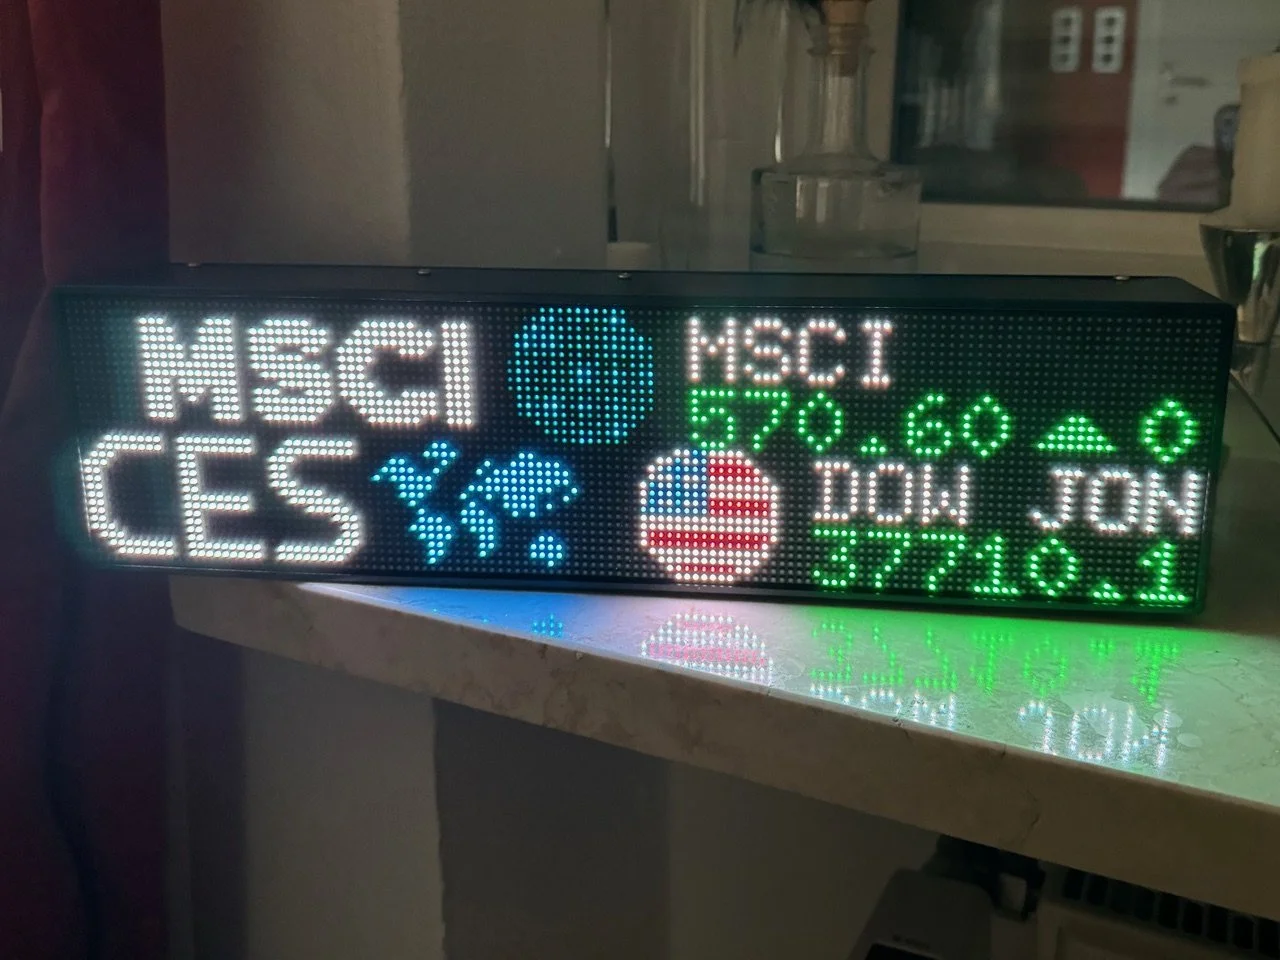 MSCI MSCI
570.60 ▲ 0
CES DOW JON
37710.1